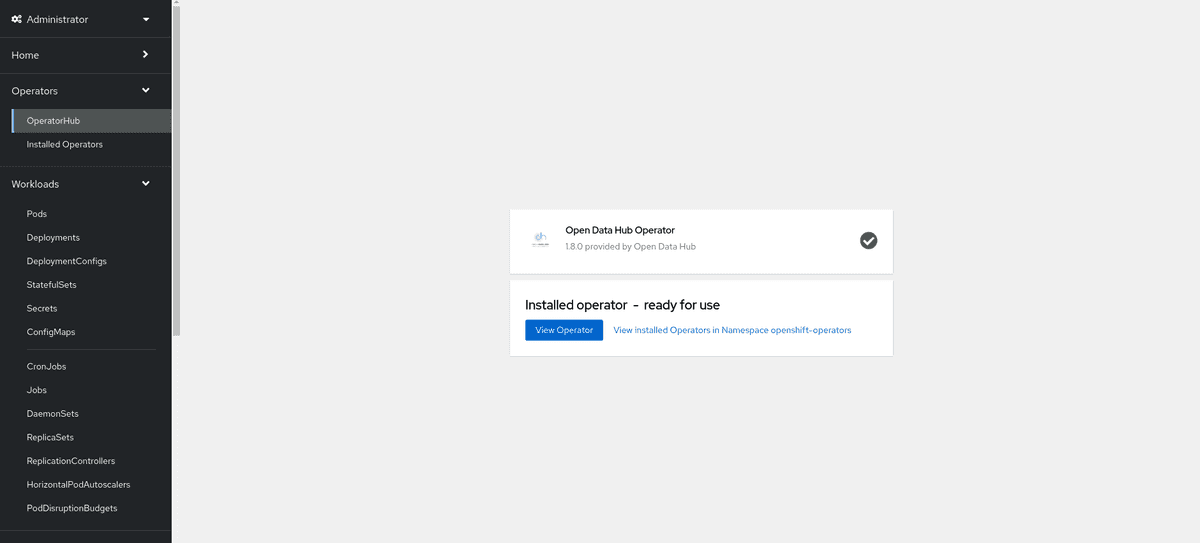 Administrator
Home
Operators
OperatorHub
Installed Operators
Workloads
Pods
Deployments
DeploymentConfigs
StatefulSets
Secrets
ConfigMaps
CronJobs
Jobs
DaemonSets
ReplicaSets
ReplicationControllers
HorizontalPodAutoscalers
PodDisruptionBudgets
Open Data Hub Operator
1.8.0 provided by Open Data Hub
Installed operator - ready for use
View Operator View installed Operators in Namespace openshift-operators